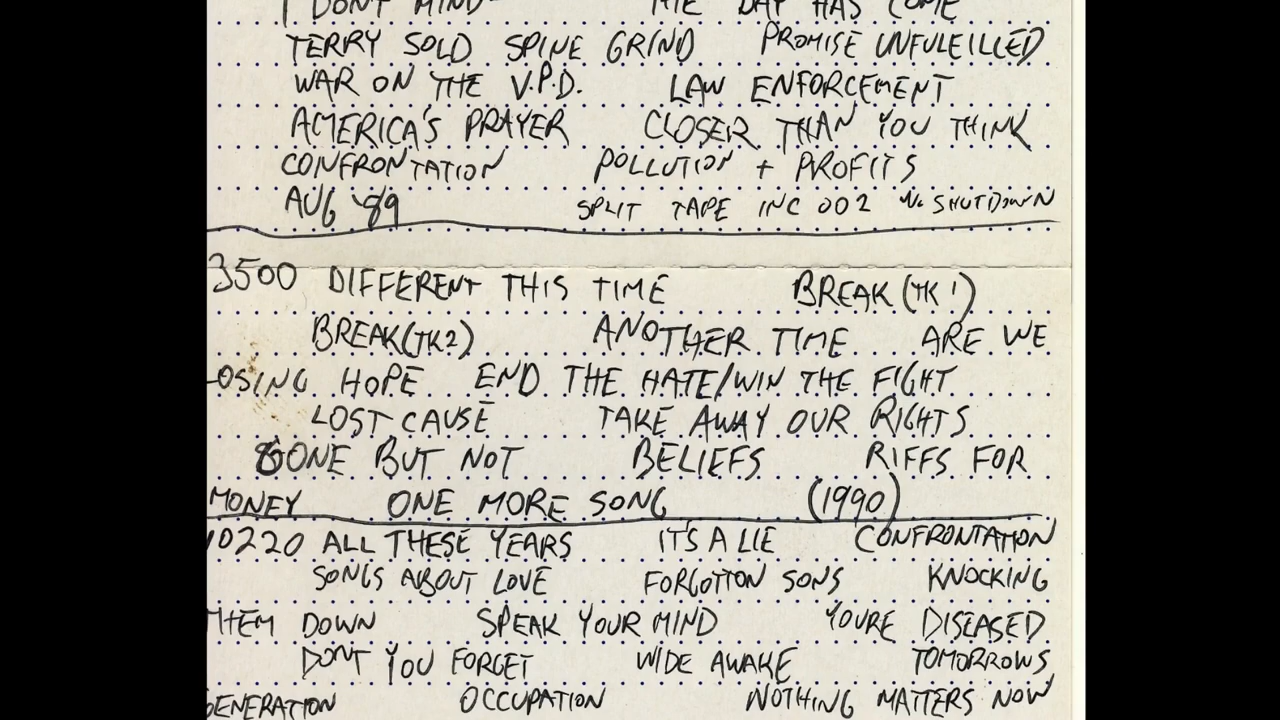 I DON'T MIND THE DAY HAS COME
TERRY SOLD SPINE GRIND PROMISE UNFULFILLED
WAR ON THE V.P.D. LAW ENFORCEMENT
AMERICA'S PRAYER CLOSER THAN YOU THINK
CONFRONTATION POLLUTION + PROFITS
AUG '89 SPLIT TAPE INC 002 W. SHUTDOWN
3500 DIFFERENT THIS TIME BREAK (TK 1)
BREAK (TK2) ANOTHER TIME ARE WE
LOSING HOPE END THE HATE/WIN THE FIGHT
LOST CAUSE TAKE AWAY OUR RIGHTS
GONE BUT NOT BELIEFS RIFFS FOR
MONEY ONE MORE SONG (1990)
10220 ALL THESE YEARS IT'S A LIE CONFRONTATION
SONGS ABOUT LOVE FORGOTTON SONS KNOCKING
THEM DOWN SPEAK YOUR MIND YOURE DISEASED
DON'T YOU FORGET WIDE AWAKE TOMORROWS
GENERATION OCCUPATION NOTHING MATTERS NOW